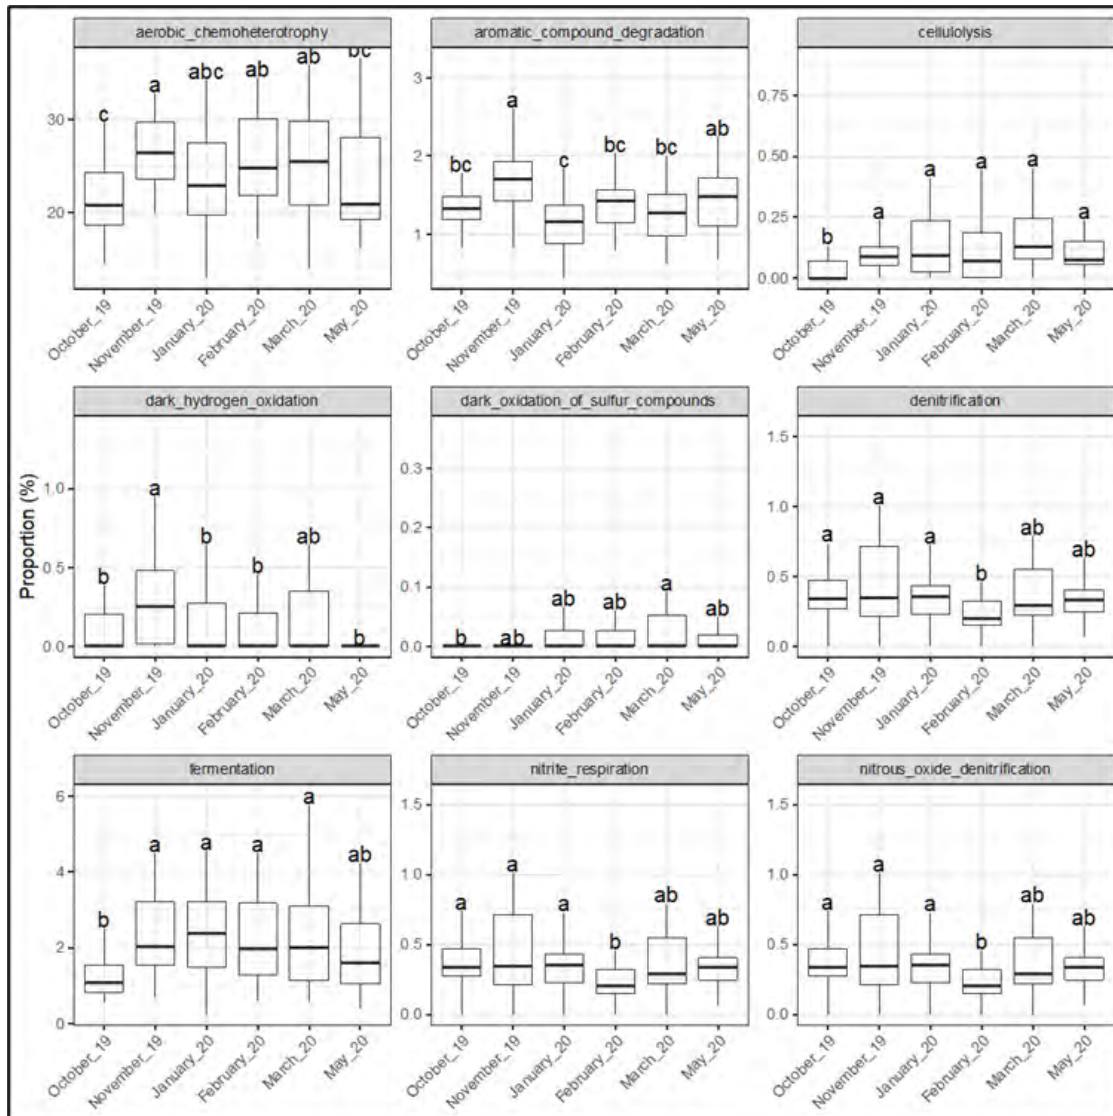 aerobic_chemoheterotrophy aromatic_compound_degradation cellulolysis
30
20
c a abc ab ab bc
3
2
1
bc a c bc bc ab
0.75
0.50
0.25
0.00
b a a a a a
October_19 November_19 January_20 February_20 March_20 May_20
October_19 November_19 January_20 February_20 March_20 May_20
October_19 November_19 January_20 February_20 March_20 May_20
Proportion (%)
dark_hydrogen_oxidation dark_oxidation_of_sulfur_compounds denitrification
1.0
0.5
0.0
b a b b ab b
0.3
0.2
0.1
0.0
b ab ab ab a ab
1.5
1.0
0.5
0.0
a a a b ab ab
October_19 November_19 January_20 February_20 March_20 May_20
October_19 November_19 January_20 February_20 March_20 May_20
October_19 November_19 January_20 February_20 March_20 May_20
fermentation nitrite_respiration nitrous_oxide_denitrification
6
4
2
0
b a a a a ab
1.5
1.0
0.5
0.0
a a a b ab ab
1.5
1.0
0.5
0.0
a a a b ab ab
October_19 November_19 January_20 February_20 March_20 May_20
October_19 November_19 January_20 February_20 March_20 May_20
October_19 November_19 January_20 February_20 March_20 May_20